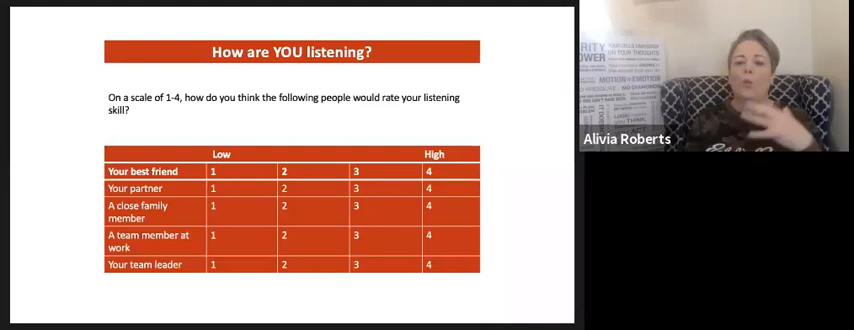 How are YOU listening?
On a scale of 1-4, how do you think the following people would rate your listening
skill?
Low High
Your best friend 1 2 3 4
Your partner 1 2 3 4
A close family
member 1 2 3 4
A team member at
work 1 2 3 4
Your team leader 1 2 3 4
MOTION EMOTION
Alivia Roberts